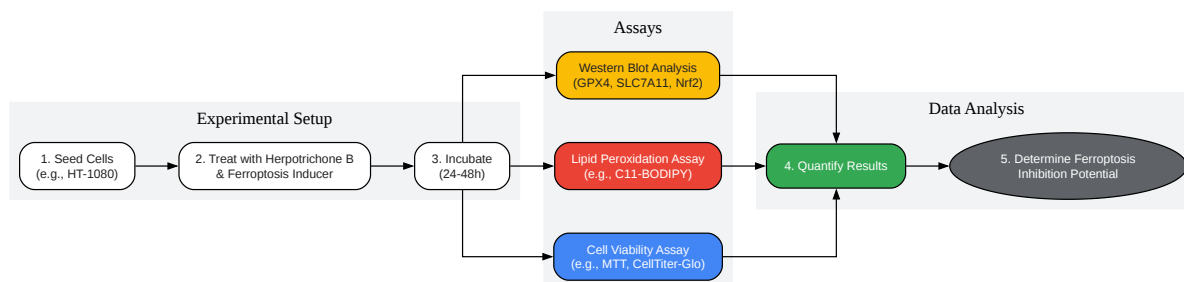 Experimental Setup
1. Seed Cells
(e.g., HT-1080)
2. Treat with Herpotrichone B
& Ferroptosis Inducer
3. Incubate
(24-48h)
Assays
Western Blot Analysis
(GPX4, SLC7A11, Nrf2)
Lipid Peroxidation Assay
(e.g., C11-BODIPY)
Cell Viability Assay
(e.g., MTT, CellTiter-Glo)
Data Analysis
4. Quantify Results
5. Determine Ferroptosis
Inhibition Potential